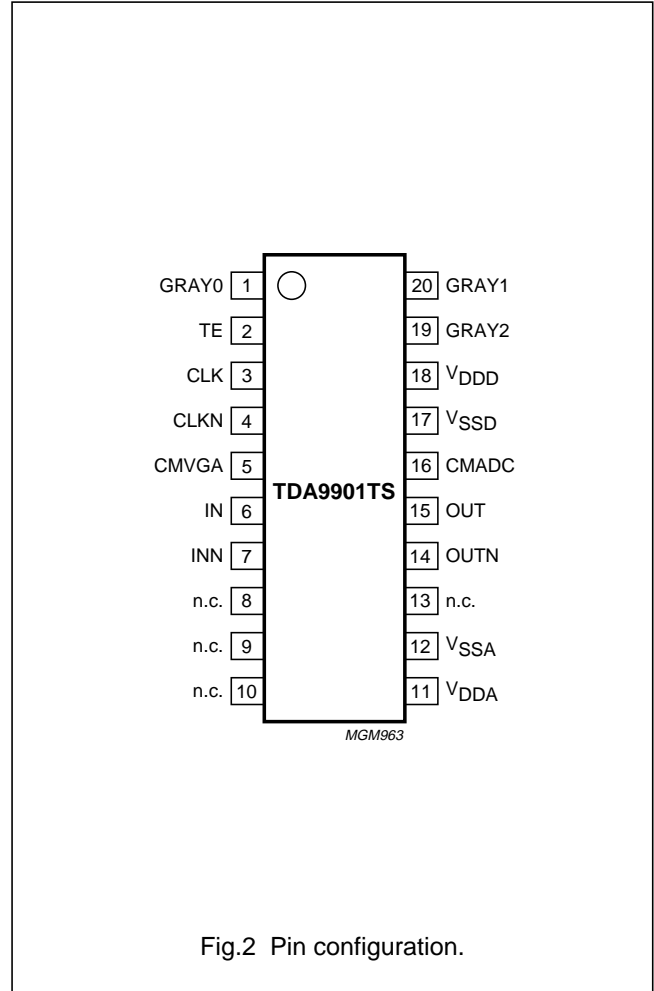 GRAY0 1 20 GRAY1
TE 2 19 GRAY2
CLK 3 18 VDDD
CLKN 4 17 VSSD
CMVGA 5 16 CMADC
TDA9901TS
IN 6 15 OUT
INN 7 14 OUTN
n.c. 8 13 n.c.
n.c. 9 12 VSSA
n.c. 10 11 VDDA
MGM963
Fig.2 Pin configuration.